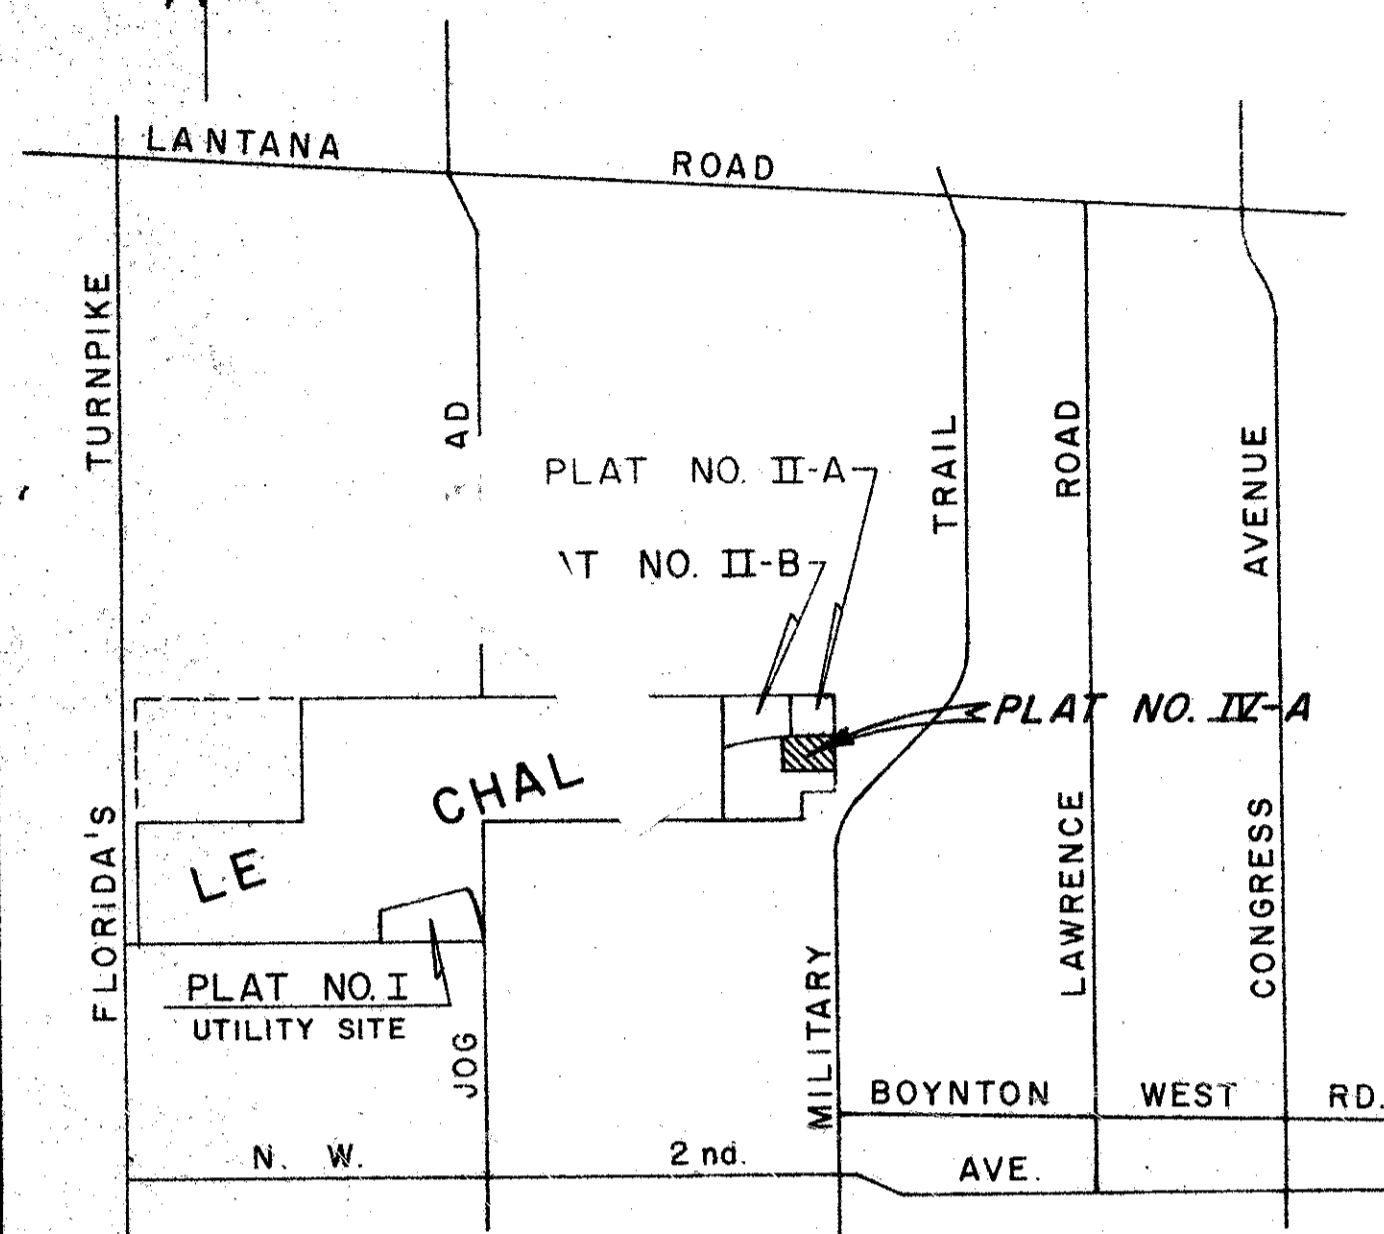 LANTANA ROAD
TURNPIKE
AD
TRAIL
ROAD
AVENUE
PLAT NO. II-A
T NO. II-B
PLAT NO. IV-A
CHAL
LE
FLORIDA'S
LAWRENCE
CONGRESS
PLAT NO. I
UTILITY SITE
JOG
MILITARY
BOYNTON WEST RD.
N. W. 2 nd. AVE.